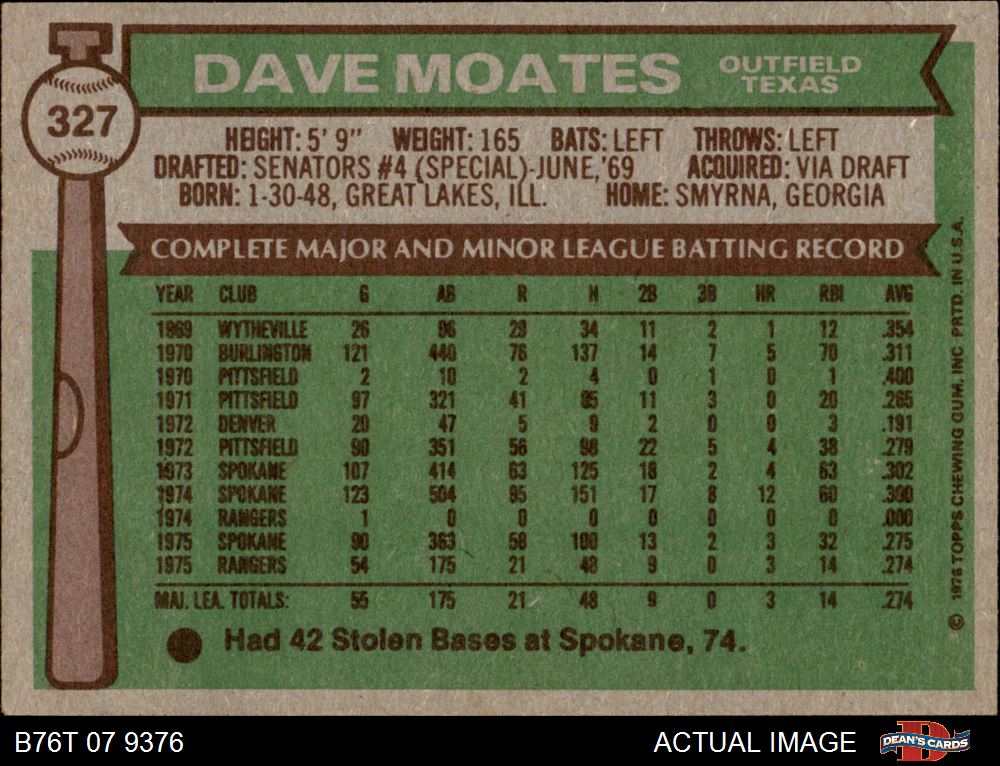 327
DAVE MOATES
OUTFIELD
TEXAS
HEIGHT: 5' 9" WEIGHT: 165 BATS: LEFT THROWS: LEFT
DRAFTED: SENATORS #4 (SPECIAL)-JUNE,'69 ACQUIRED: VIA DRAFT
BORN: 1-30-48, GREAT LAKES, ILL. HOME: SMYRNA, GEORGIA
COMPLETE MAJOR AND MINOR LEAGUE BATTING RECORD
YEAR CLUB G AB R H 2B 3B HR RBI AVG
1969 WYTHEVILLE 26 96 29 34 11 2 1 12 .354
1970 BURLINGTON 121 440 76 137 14 7 5 70 .311
1970 PITTSFIELD 2 10 2 4 0 1 0 1 .400
1971 PITTSFIELD 97 321 41 85 11 3 0 20 .265
1972 DENVER 20 47 5 9 2 0 0 3 .191
1972 PITTSFIELD 90 351 56 98 22 5 4 38 .279
1973 SPOKANE 107 414 63 125 18 2 4 63 .302
1974 SPOKANE 123 504 95 151 17 8 12 60 .300
1974 RANGERS 1 0 0 0 0 0 0 0 .000
1975 SPOKANE 90 363 58 100 13 2 3 32 .275
1975 RANGERS 54 175 21 48 9 0 3 14 .274
MAJ. LEA. TOTALS: 55 175 21 48 9 0 3 14 .274
Had 42 Stolen Bases at Spokane, 74.
© 1976 TOPPS CHEWING GUM, INC PRTD. IN U.S.A.
B76T 07 9376
ACTUAL IMAGE
DEAN'S CARDS